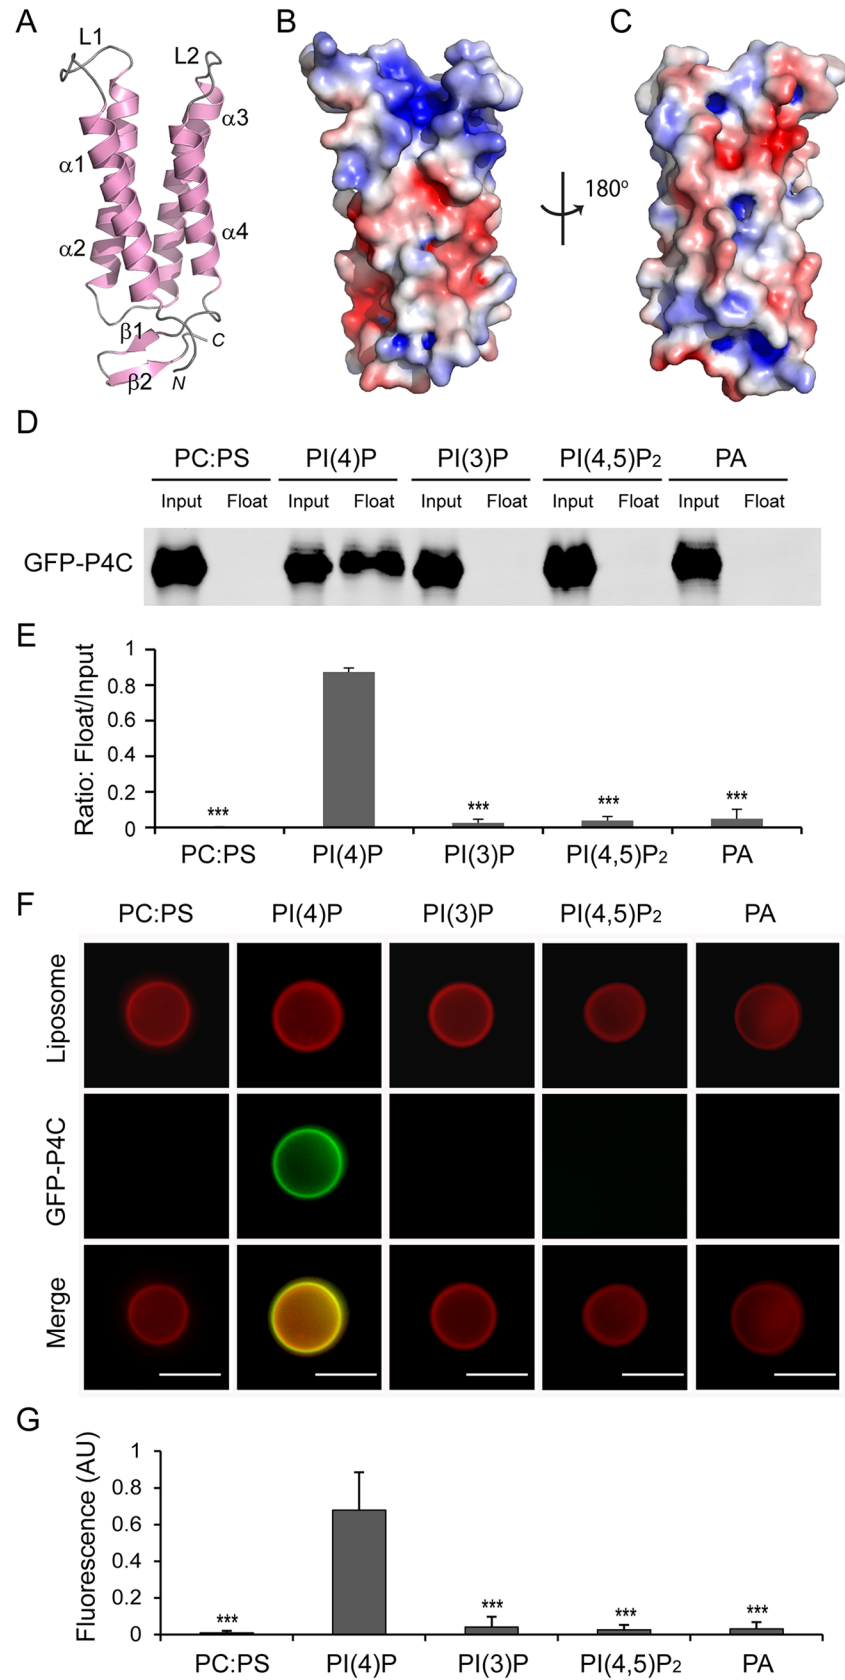 A
B
C
L1
L2
α3
α1
α2
α4
β1
C
β2
N
180º
D
PC:PS PI(4)P PI(3)P PI(4,5)P2 PA
Input Float Input Float Input Float Input Float Input Float
GFP-P4C
E
Ratio: Float/Input
1
0.8
0.6
0.4
0.2
0
***
***
***
***
PC:PS PI(4)P PI(3)P PI(4,5)P2 PA
F
PC:PS PI(4)P PI(3)P PI(4,5)P2 PA
Liposome
GFP-P4C
Merge
G
Fluorescence (AU)
1
0.8
0.6
0.4
0.2
0
***
***
***
***
PC:PS PI(4)P PI(3)P PI(4,5)P2 PA